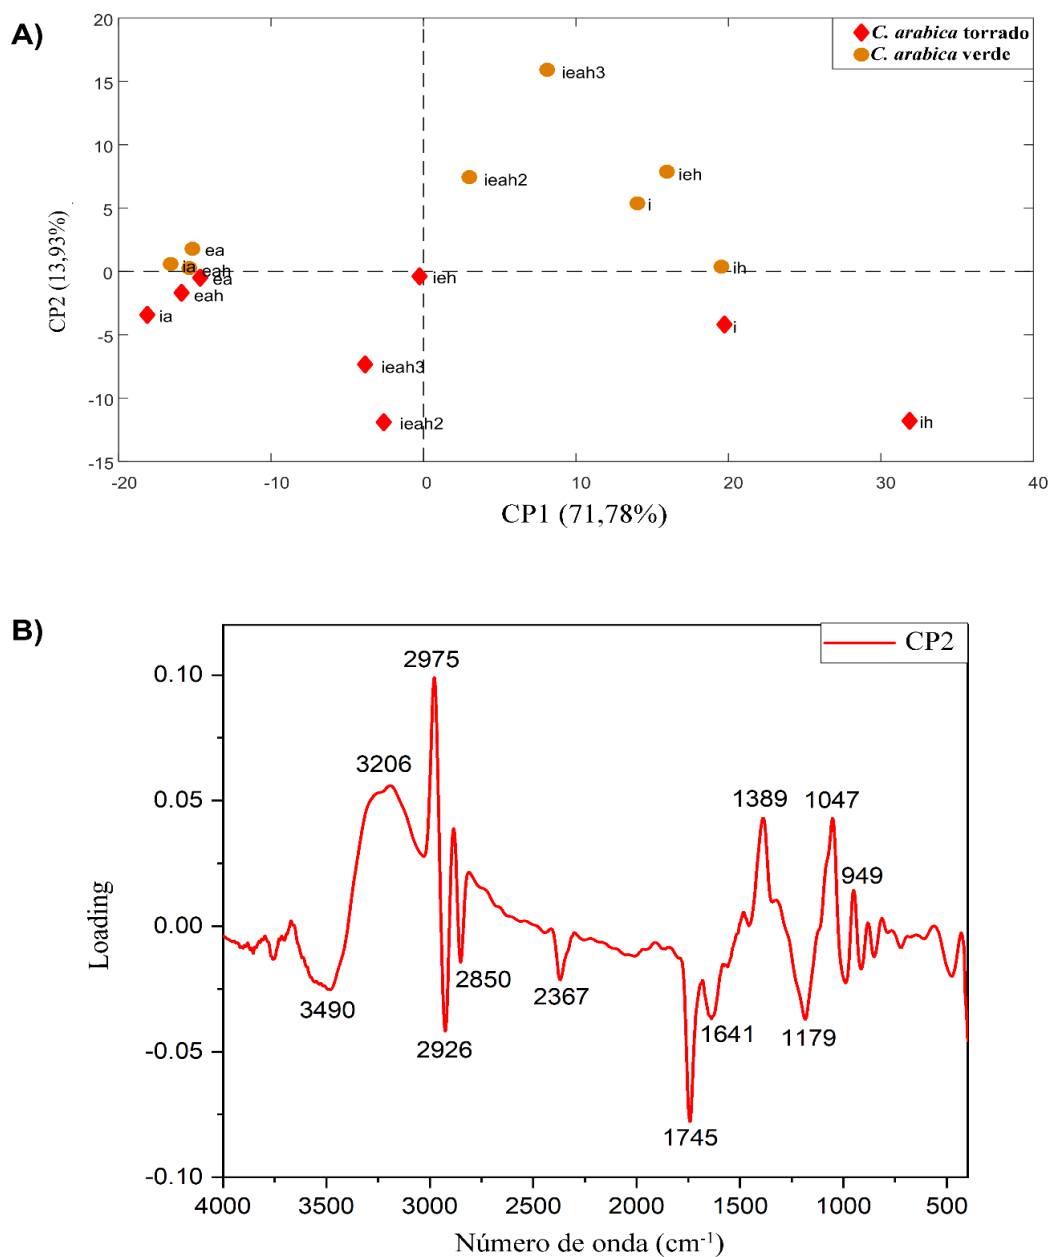 A)
C. arabica torrado
C. arabica verde
20
15
10
5
0
-5
-10
-15
CP2 (13,93%)
ieah3
ieah2
ieh
i
ih
ea
ia
eah
ea
eah
ia
ieh
ieah3
ieah2
i
ih
-20
-10
0
10
20
30
40
CP1 (71,78%)
B)
CP2
0.10
0.05
0.00
-0.05
-0.10
Loading
2975
3206
3490
2926
2850
2367
1745
1641
1389
1179
1047
949
4000
3500
3000
2500
2000
1500
1000
500
Número de onda (cm⁻¹)